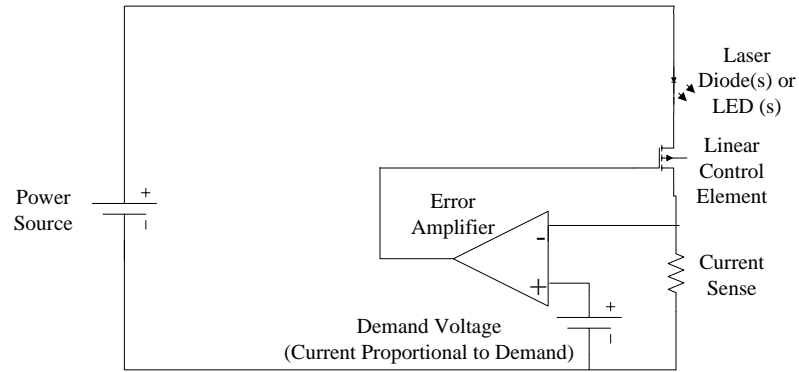 Laser
Diode(s) or
LED (s)
Linear
Control
Element
Power
Source
+
–
Error
Amplifier
-
+
Current
Sense
+
–
Demand Voltage
(Current Proportional to Demand)